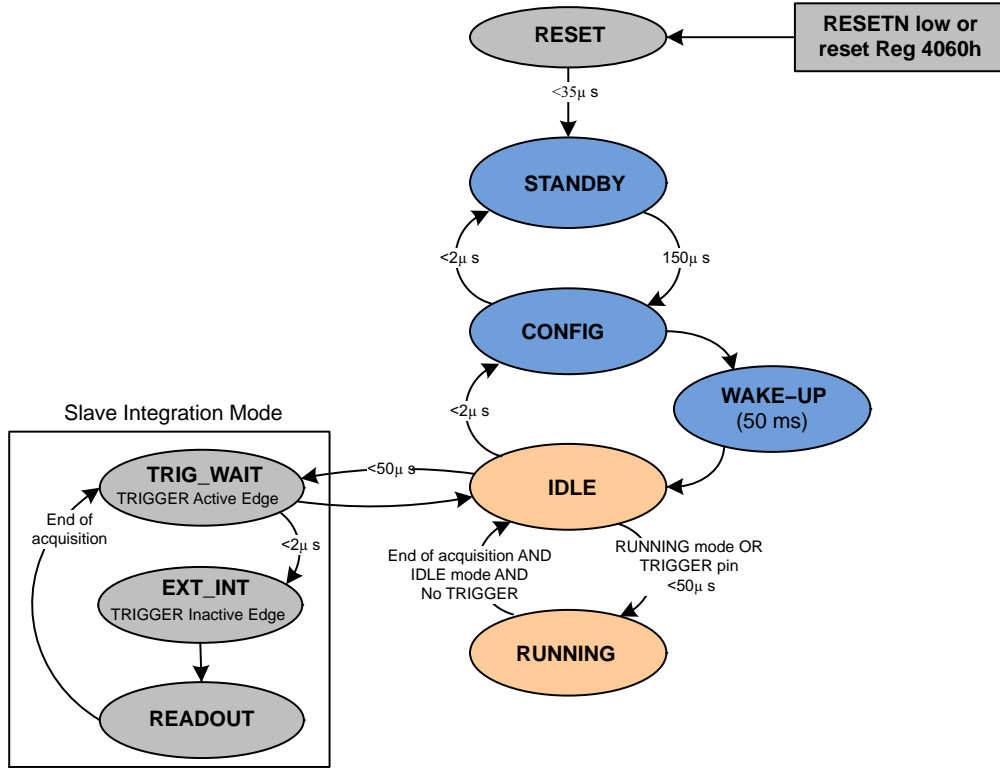 RESET
RESETN low or
reset Reg 4060h
<35μ s
STANDBY
<2μ s
150μ s
CONFIG
WAKE–UP
(50 ms)
<2μ s
Slave Integration Mode
TRIG_WAIT
TRIGGER Active Edge
<50μ s
IDLE
End of
acquisition
<2μ s
End of acquisition AND
IDLE mode AND
No TRIGGER
RUNNING mode OR
TRIGGER pin
<50μ s
EXT_INT
TRIGGER Inactive Edge
RUNNING
READOUT